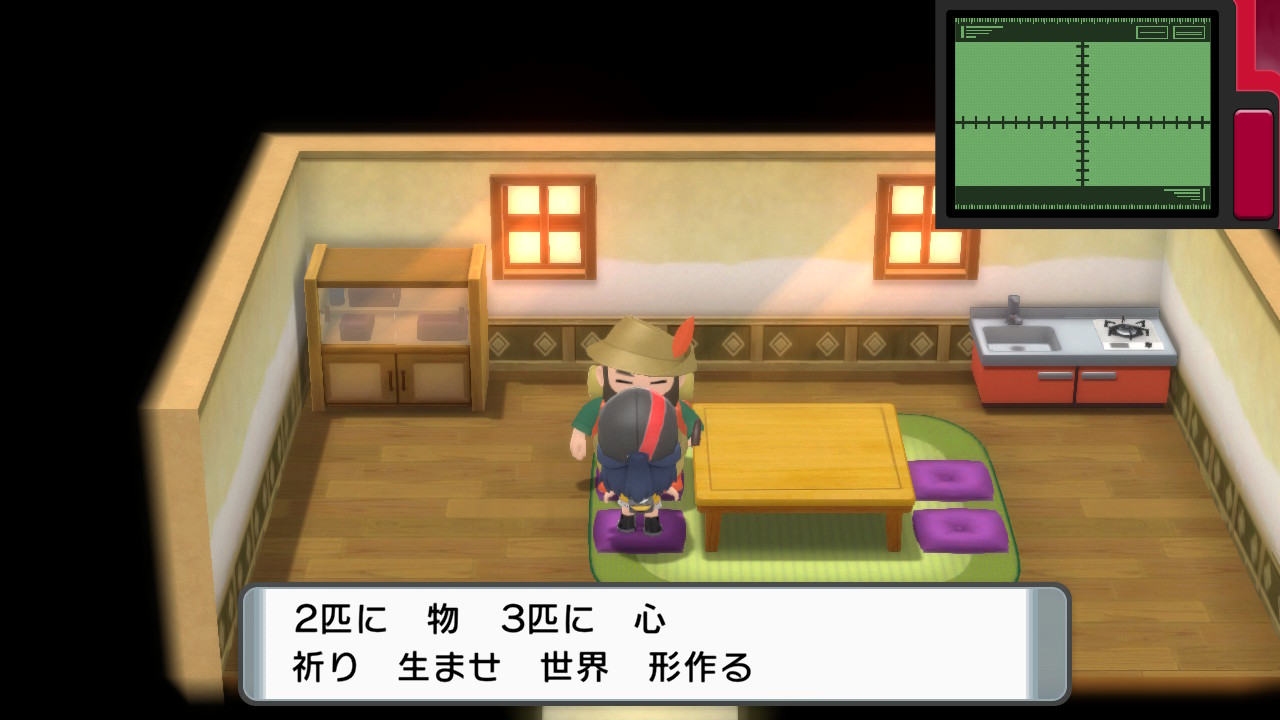 2匹に　物　3匹に　心
祈り　生ませ　世界　形作る